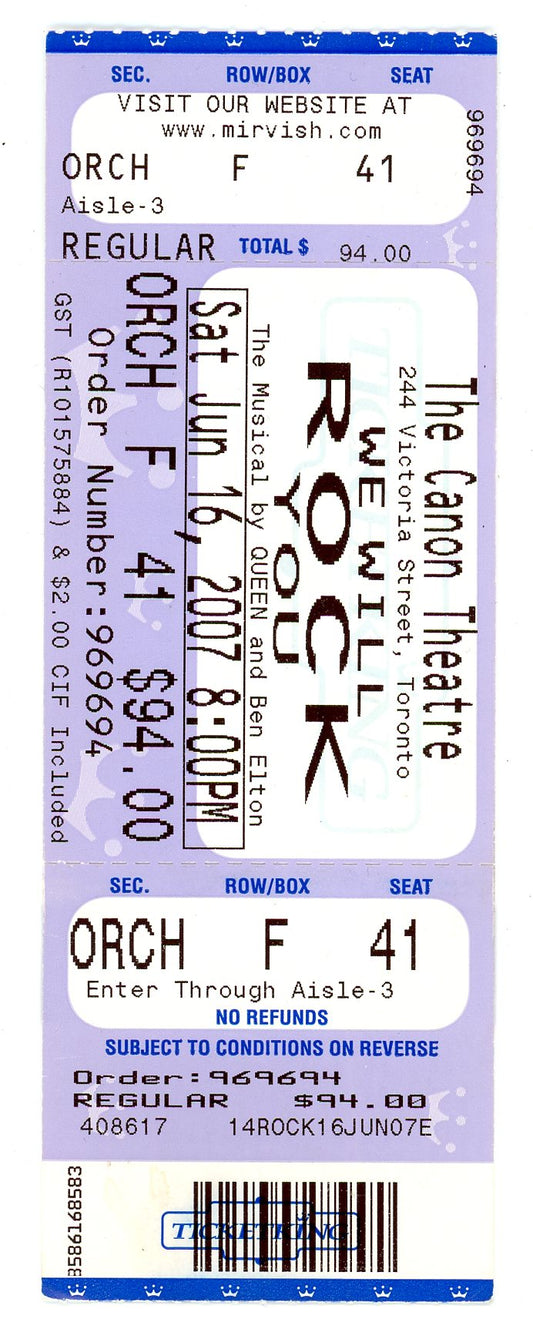 SEC. ROW/BOX SEAT
VISIT OUR WEBSITE AT
www.mirvish.com
ORCH F 41
Aisle-3
969694
REGULAR TOTAL $ 94.00
The Canon Theatre
244 Victoria Street, Toronto
WE WILL
ROCK
YOU
The Musical by QUEEN and Ben Elton
Sat Jun 16, 2007 8:00PM
ORCH F 41 $94.00
Order Number:969694
GST (R101575884) & $2.00 CIF Included
TICKETKING
SEC. ROW/BOX SEAT
ORCH F 41
Enter Through Aisle-3
NO REFUNDS
SUBJECT TO CONDITIONS ON REVERSE
Order:969694
REGULAR $94.00
408617 14ROCK16JUN07E
TICKETKING